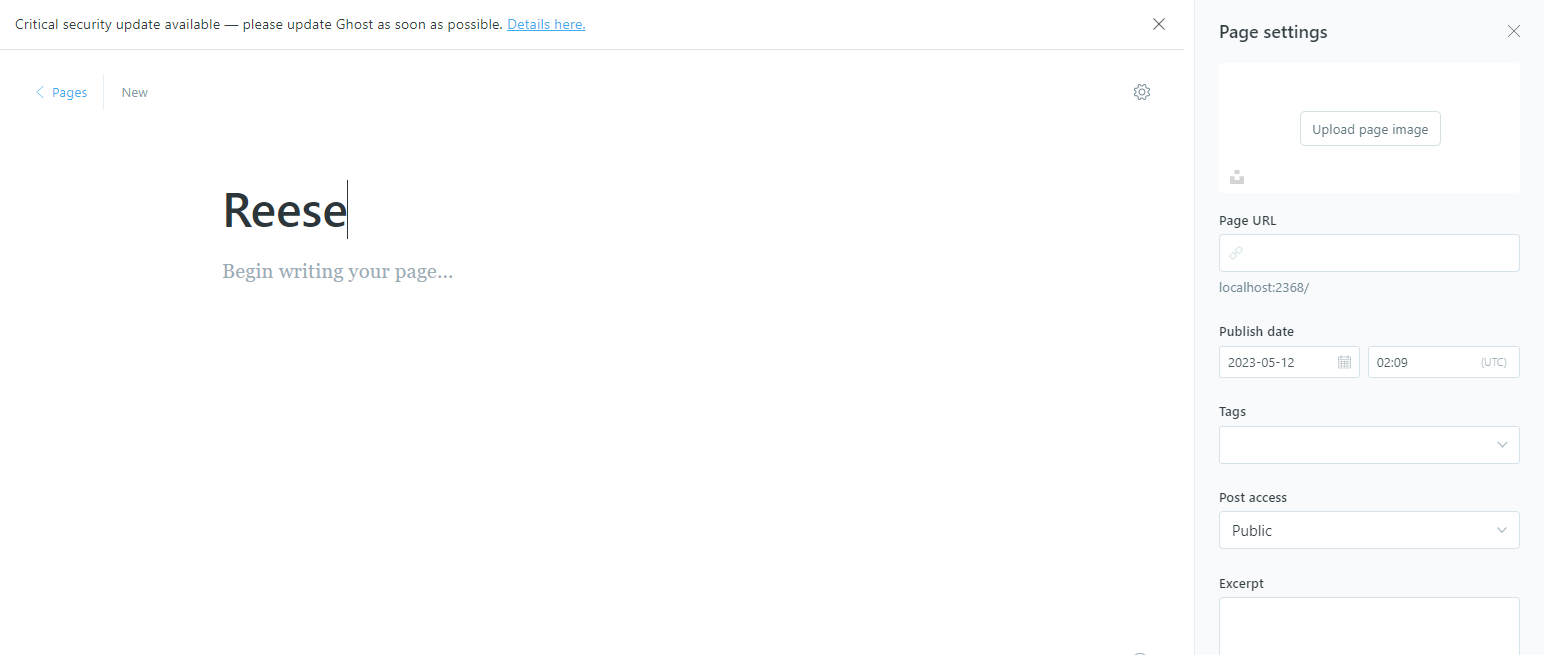 Critical security update available — please update Ghost as soon as possible. Details here.
Pages
New
Reese
Begin writing your page...
Page settings
Upload page image
Page URL
localhost:2368/
Publish date
2023-05-12
02:09 (UTC)
Tags
Post access
Public
Excerpt